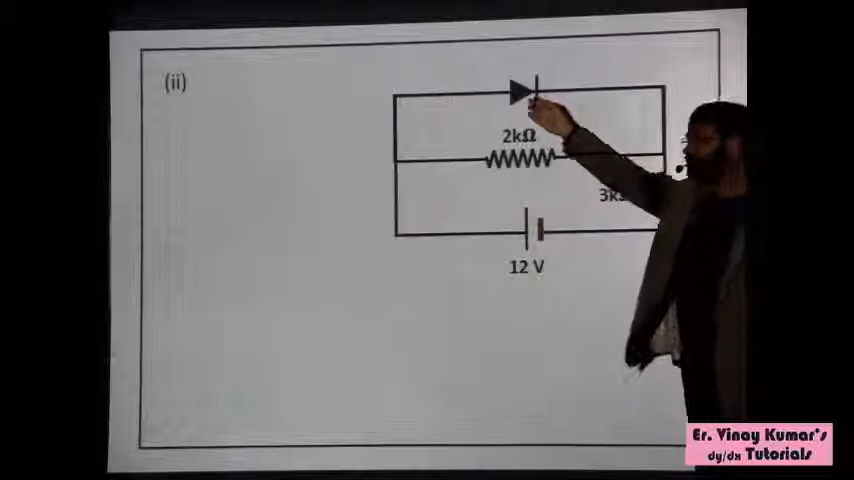 (ii)
2kΩ
12 V
Er. Vinay Kumar's
dy/dx Tutorials